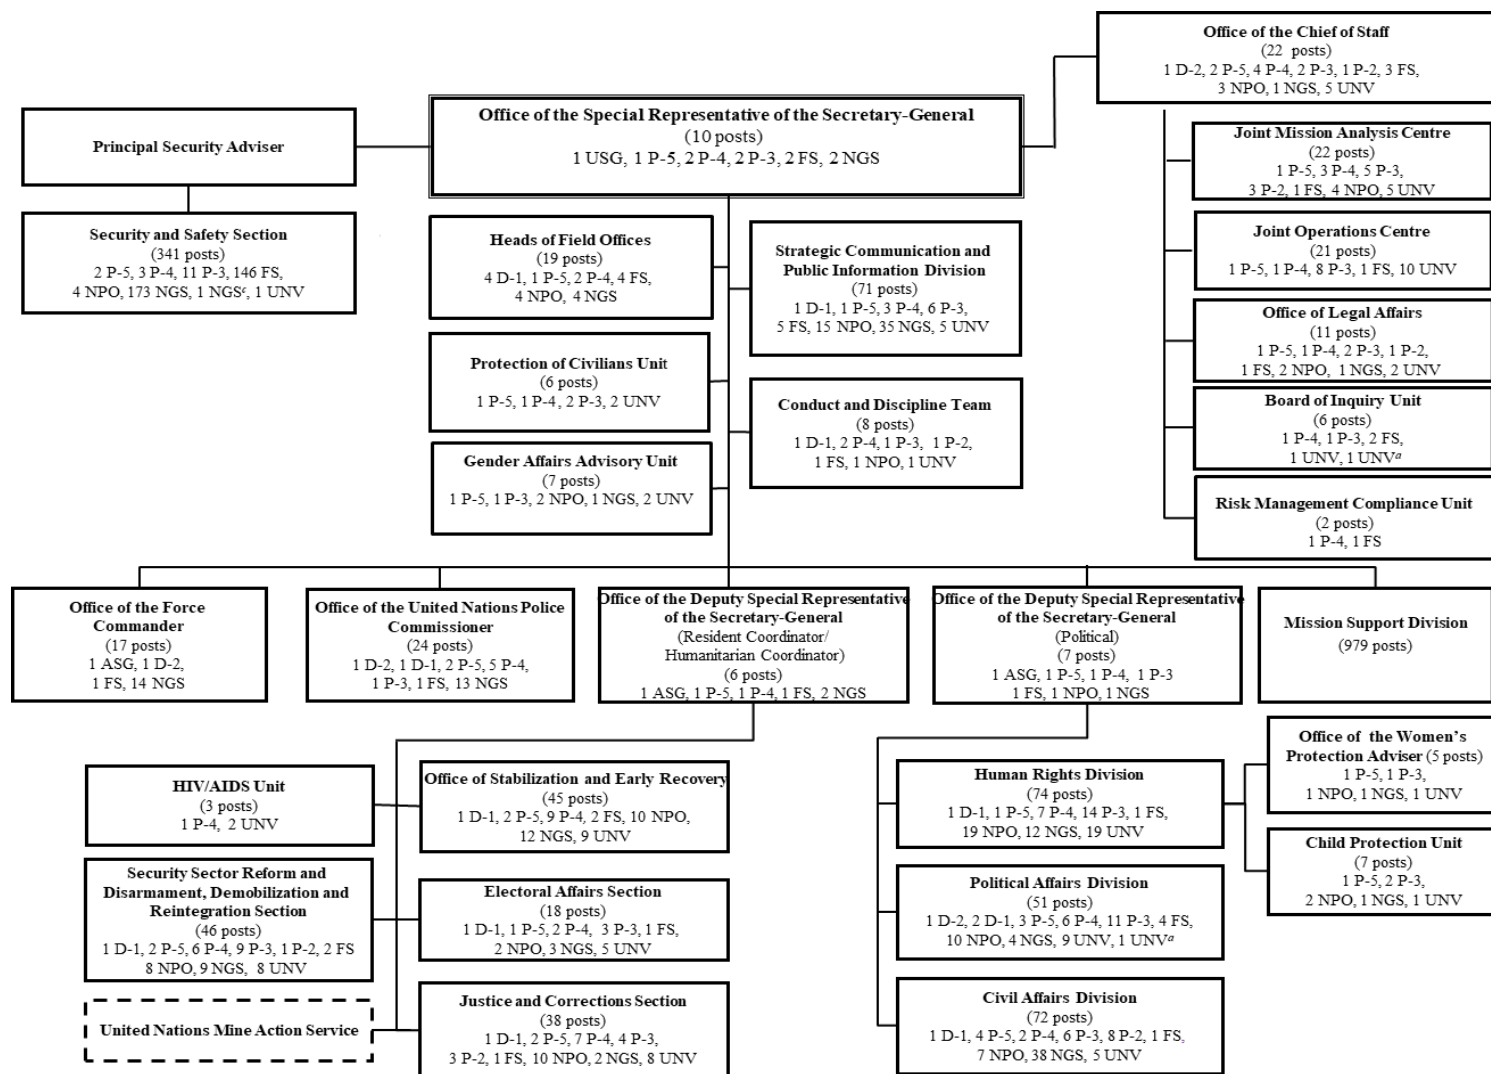 Office of the Chief of Staff
(22 posts)
1 D-2, 2 P-5, 4 P-4, 2 P-3, 1 P-2, 3 FS,
3 NPO, 1 NGS, 5 UNV
Office of the Special Representative of the Secretary-General
(10 posts)
1 USG, 1 P-5, 2 P-4, 2 P-3, 2 FS, 2 NGS
Principal Security Adviser
Joint Mission Analysis Centre
(22 posts)
1 P-5, 3 P-4, 5 P-3,
3 P-2, 1 FS, 4 NPO, 5 UNV
Security and Safety Section
(341 posts)
2 P-5, 3 P-4, 11 P-3, 146 FS,
4 NPO, 173 NGS, 1 NGSᶜ, 1 UNV
Heads of Field Offices
(19 posts)
4 D-1, 1 P-5, 2 P-4, 4 FS,
4 NPO, 4 NGS
Strategic Communication and
Public Information Division
(71 posts)
1 D-1, 1 P-5, 3 P-4, 6 P-3,
5 FS, 15 NPO, 35 NGS, 5 UNV
Joint Operations Centre
(21 posts)
1 P-5, 1 P-4, 8 P-3, 1 FS, 10 UNV
Office of Legal Affairs
(11 posts)
1 P-5, 1 P-4, 2 P-3, 1 P-2,
1 FS, 2 NPO, 1 NGS, 2 UNV
Protection of Civilians Unit
(6 posts)
1 P-5, 1 P-4, 2 P-3, 2 UNV
Conduct and Discipline Team
(8 posts)
1 D-1, 2 P-4, 1 P-3, 1 P-2,
1 FS, 1 NPO, 1 UNV
Board of Inquiry Unit
(6 posts)
1 P-4, 1 P-3, 2 FS,
1 UNV, 1 UNVᵃ
Gender Affairs Advisory Unit
(7 posts)
1 P-5, 1 P-3, 2 NPO, 1 NGS, 2 UNV
Risk Management Compliance Unit
(2 posts)
1 P-4, 1 FS
Office of the Force
Commander
(17 posts)
1 ASG, 1 D-2,
1 FS, 14 NGS
Office of the United Nations Police
Commissioner
(24 posts)
1 D-2, 1 D-1, 2 P-5, 5 P-4,
1 P-3, 1 FS, 13 NGS
Office of the Deputy Special Representative
of the Secretary-General
(Resident Coordinator/
Humanitarian Coordinator)
(6 posts)
1 ASG, 1 P-5, 1 P-4, 1 FS, 2 NGS
Office of the Deputy Special Representative
of the Secretary-General
(Political)
(7 posts)
1 ASG, 1 P-5, 1 P-4, 1 P-3
1 FS, 1 NPO, 1 NGS
Mission Support Division
(979 posts)
HIV/AIDS Unit
(3 posts)
1 P-4, 2 UNV
Office of Stabilization and Early Recovery
(45 posts)
1 D-1, 2 P-5, 9 P-4, 2 FS, 10 NPO,
12 NGS, 9 UNV
Human Rights Division
(74 posts)
1 D-1, 1 P-5, 7 P-4, 14 P-3, 1 FS,
19 NPO, 12 NGS, 19 UNV
Office of the Women's
Protection Adviser (5 posts)
1 P-5, 1 P-3,
1 NPO, 1 NGS, 1 UNV
Child Protection Unit
(7 posts)
1 P-5, 2 P-3,
2 NPO, 1 NGS, 1 UNV
Security Sector Reform and
Disarmament, Demobilization and
Reintegration Section
(46 posts)
1 D-1, 2 P-5, 6 P-4, 9 P-3, 1 P-2, 2 FS
8 NPO, 9 NGS, 8 UNV
Electoral Affairs Section
(18 posts)
1 D-1, 1 P-5, 2 P-4, 3 P-3, 1 FS,
2 NPO, 3 NGS, 5 UNV
Political Affairs Division
(51 posts)
1 D-2, 2 D-1, 3 P-5, 6 P-4, 11 P-3, 4 FS,
10 NPO, 4 NGS, 9 UNV, 1 UNVᵃ
United Nations Mine Action Service
Justice and Corrections Section
(38 posts)
1 D-1, 2 P-5, 7 P-4, 4 P-3,
3 P-2, 1 FS, 10 NPO, 2 NGS, 8 UNV
Civil Affairs Division
(72 posts)
1 D-1, 4 P-5, 2 P-4, 6 P-3, 8 P-2, 1 FS,
7 NPO, 38 NGS, 5 UNV